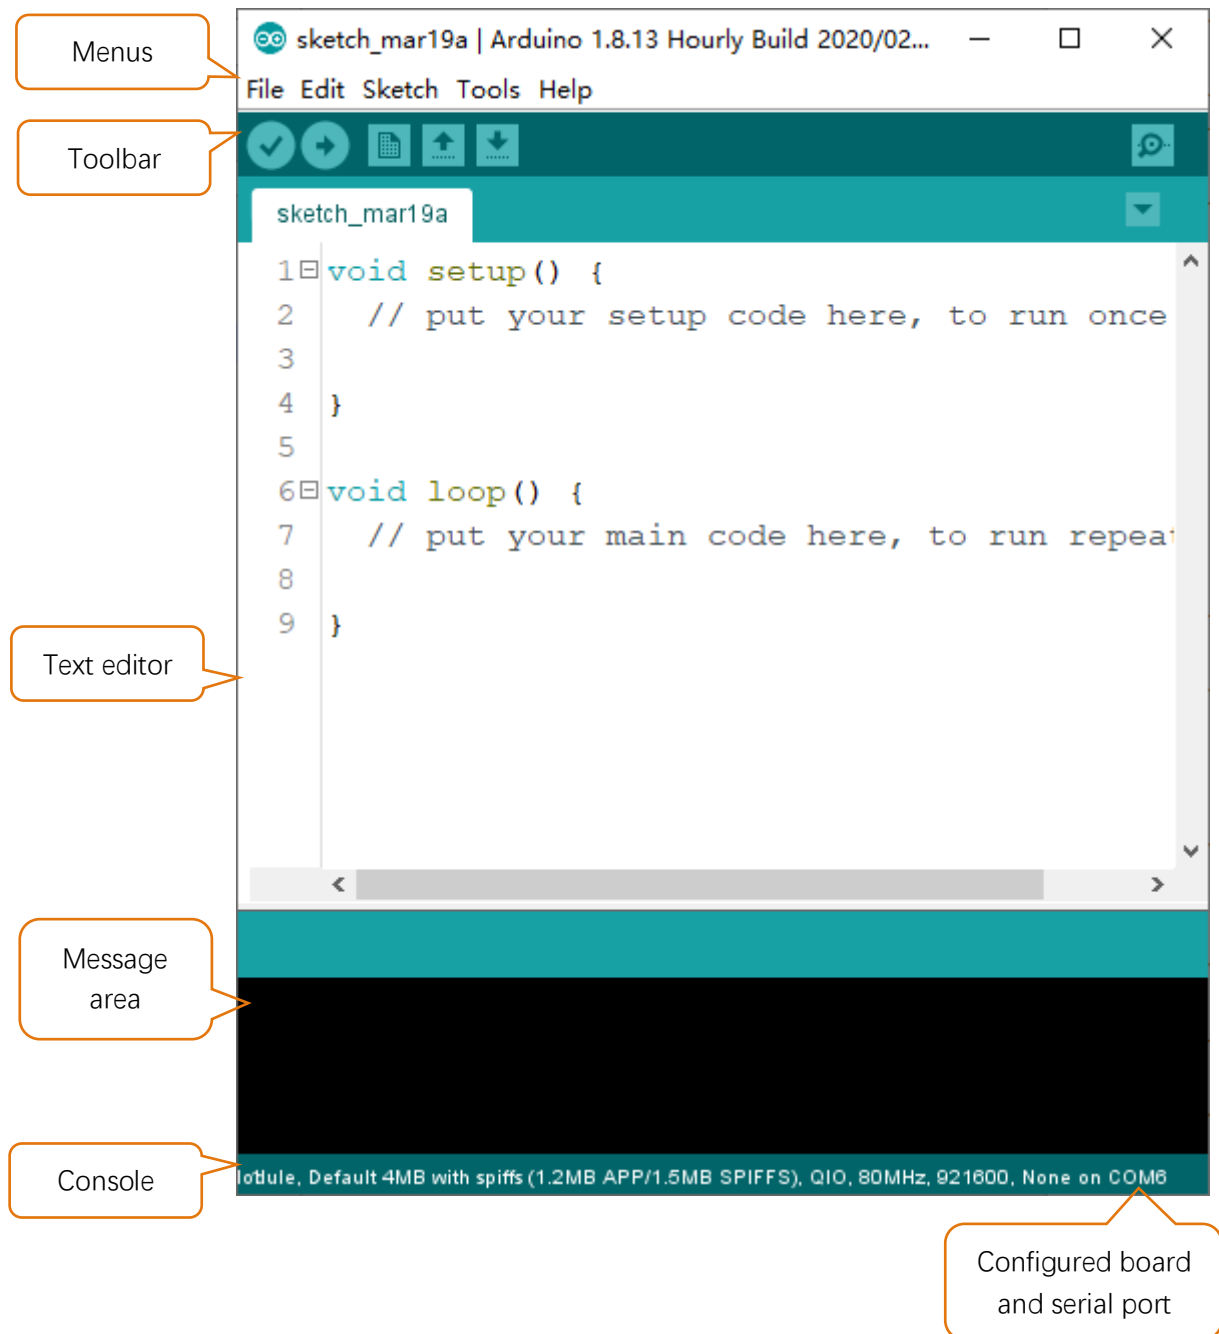 Menus
sketch_mar19a | Arduino 1.8.13 Hourly Build 2020/02...
File Edit Sketch Tools Help
Toolbar
sketch_mar19a
1 void setup() {
2 // put your setup code here, to run once
3
4 }
5
6 void loop() {
7 // put your main code here, to run repeat
8
9 }
Text editor
Message
area
Console
Default 4MB with spiffs (1.2MB APP/1.5MB SPIFFS), QIO, 80MHz, 921600, None on COM6
Configured board
and serial port